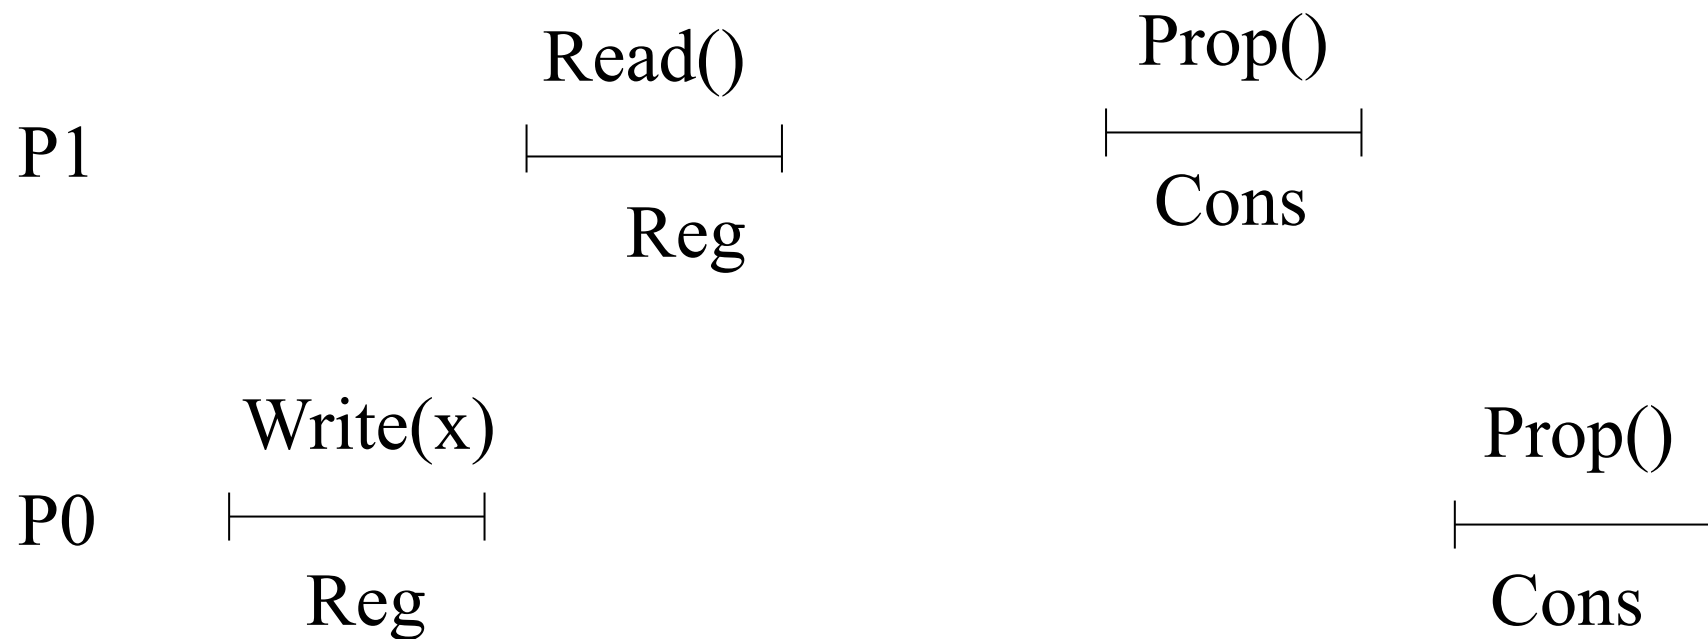 Read()
Prop()
P1
Reg
Cons
Write(x)
Prop()
P0
Reg
Cons